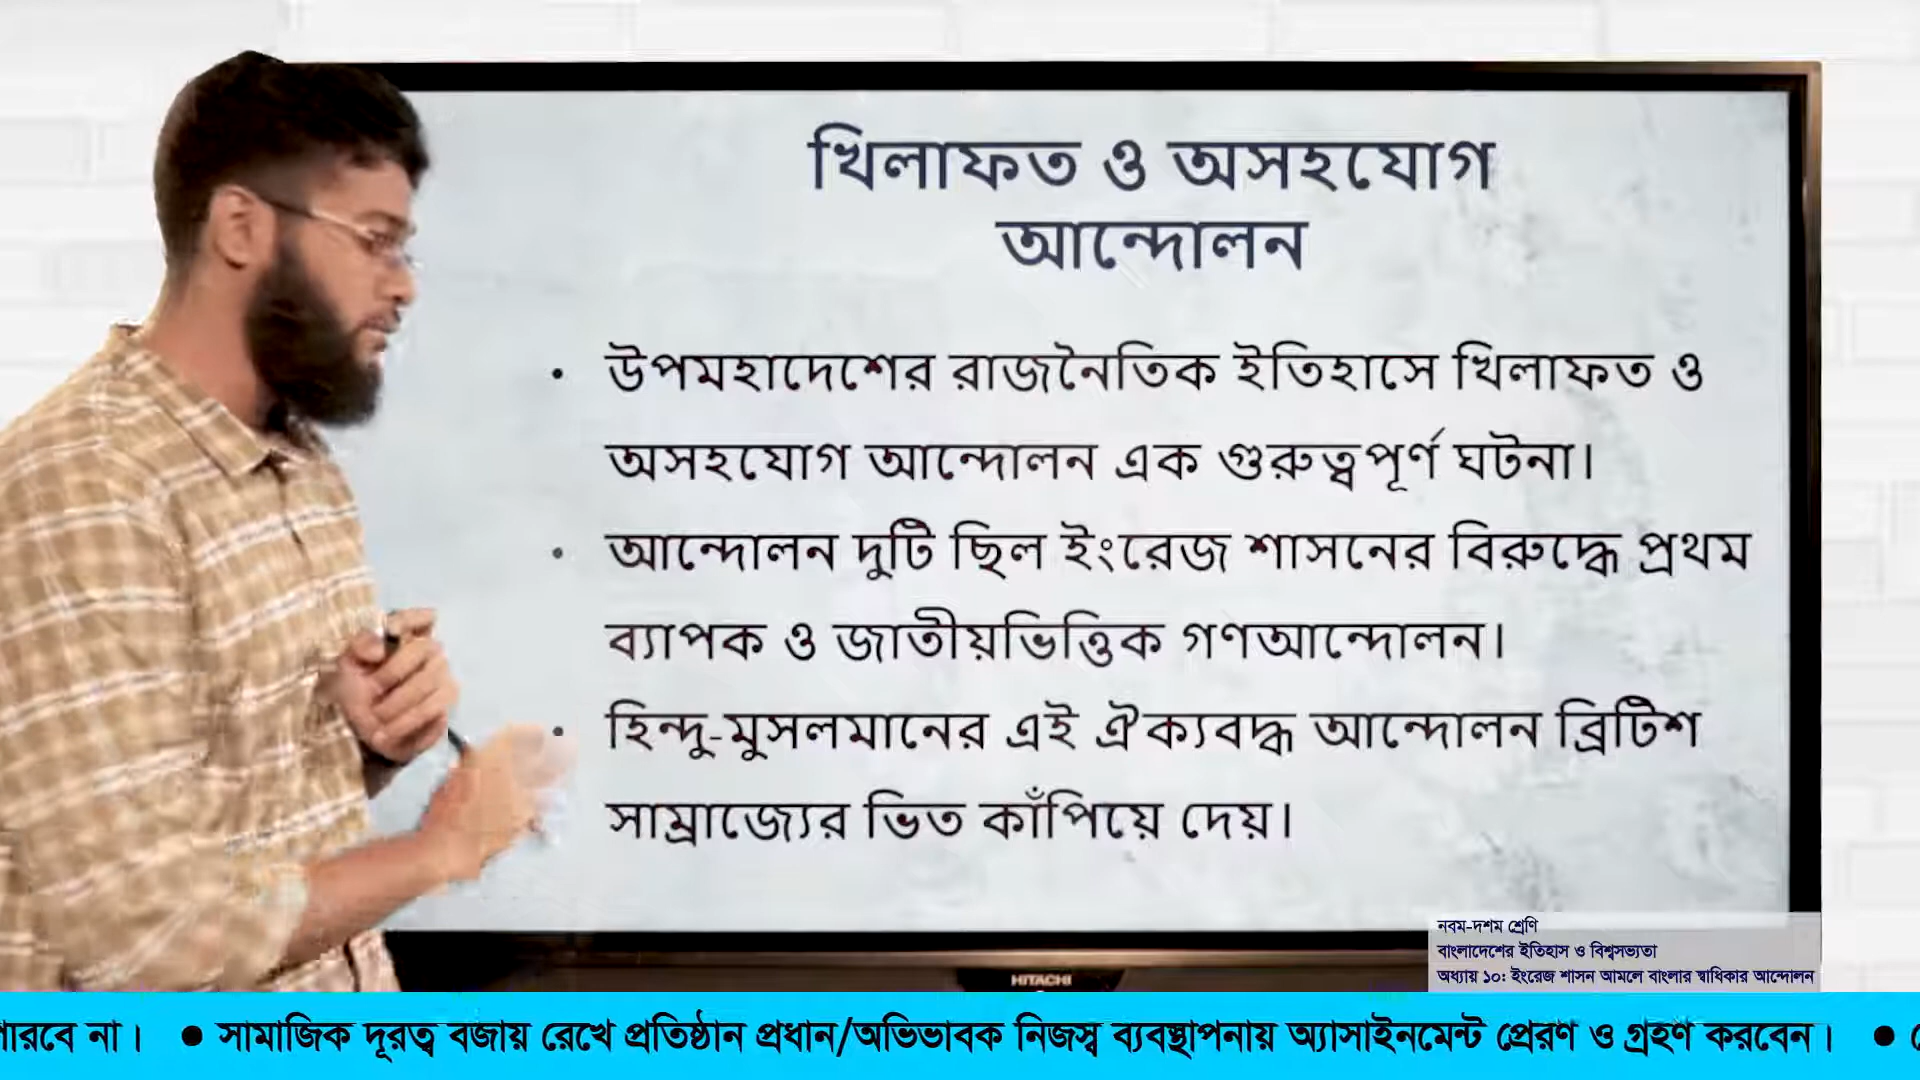 খিলাফত ও অসহযোগ
আন্দোলন
• উপমহাদেশের রাজনৈতিক ইতিহাসে খিলাফত ও
অসহযোগ আন্দোলন এক গুরুত্বপূর্ণ ঘটনা।
• আন্দোলন দুটি ছিল ইংরেজ শাসনের বিরুদ্ধে প্রথম
ব্যাপক ও জাতীয়ভিত্তিক গণআন্দোলন।
• হিন্দু-মুসলমানের এই ঐক্যবদ্ধ আন্দোলন ব্রিটিশ
সাম্রাজ্যের ভিত কাঁপিয়ে দেয়।
নবম-দশম শ্রেণি
বাংলাদেশের ইতিহাস ও বিশ্বসভ্যতা
অধ্যায় ১০: ইংরেজ শাসন আমলে বাংলার স্বাধিকার আন্দোলন
HITACHI
না। ● সামাজিক দূরত্ব বজায় রেখে প্রতিষ্ঠান প্রধান/অভিভাবক নিজস্ব ব্যবস্থাপনায় অ্যাসাইনমেন্ট প্রেরণ ও গ্রহণ করবেন। ●